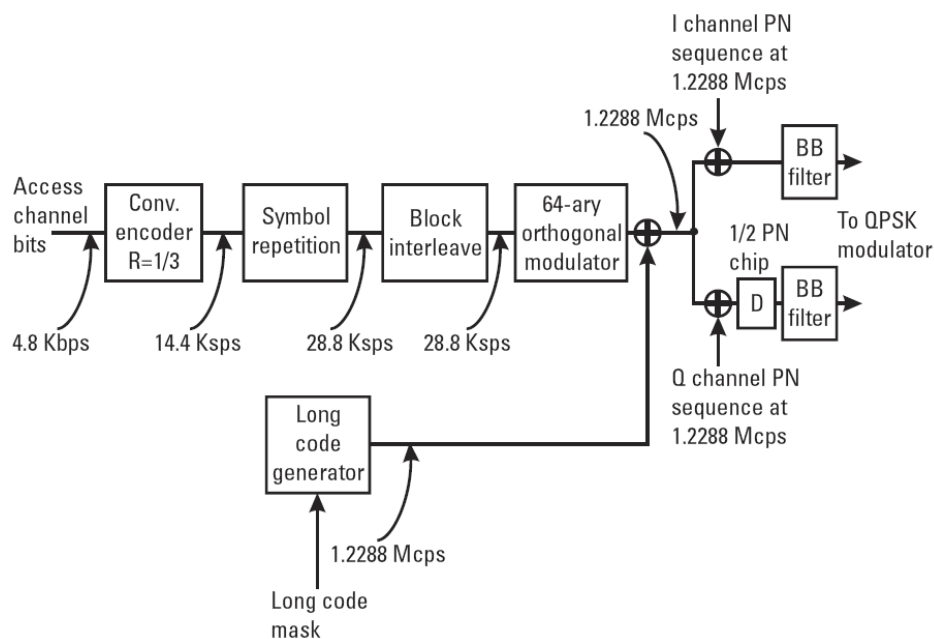 I channel PN
sequence at
1.2288 Mcps
1.2288 Mcps
Access
channel
bits
Conv.
encoder
R=1/3
Symbol
repetition
Block
interleave
64-ary
orthogonal
modulator
BB
filter
To QPSK
modulator
1/2 PN
chip
D
BB
filter
4.8 Kbps
14.4 Ksps
28.8 Ksps
28.8 Ksps
Q channel PN
sequence at
1.2288 Mcps
Long
code
generator
1.2288 Mcps
Long code
mask